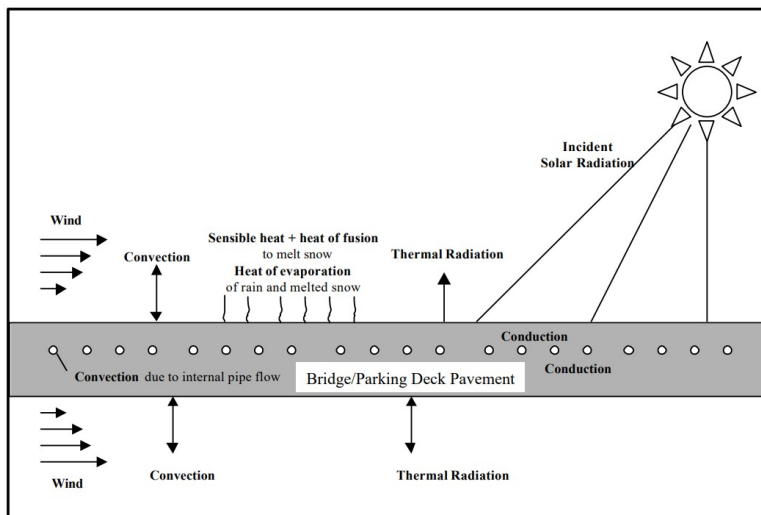 Incident
Solar Radiation
Wind
Convection
Sensible heat + heat of fusion
to melt snow
Heat of evaporation
of rain and melted snow
Thermal Radiation
Conduction
Conduction
Convection due to internal pipe flow
Bridge/Parking Deck Pavement
Wind
Convection
Thermal Radiation